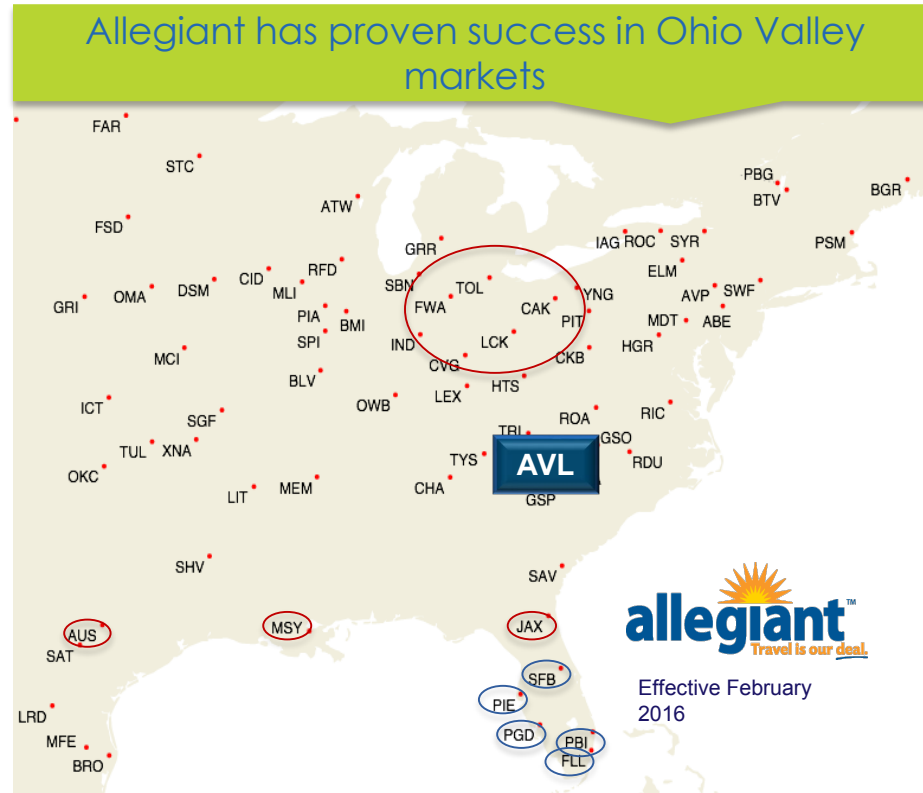 Allegiant has proven success in Ohio Valley
markets
FAR
STC
PBG
BTV
BGR
ATW
FSD
GRR
IAG ROC SYR
PSM
ELM
CID
RFD
SBN
TOL
YNG
AVP SWF
GRI
OMA
DSM
MLI
FWA
CAK
PIA
BMI
PIT
MDT
ABE
SPI
IND
LCK
HGR
MCI
CVG
CKB
BLV
LEX
HTS
ICT
OWB
ROA
RIC
SGF
TRI
GSO
TUL
XNA
TYS
AVL
RDU
OKC
CHA
LIT
MEM
GSP
SHV
SAV
AUS
MSY
JAX
allegiant™
Travel is our deal.
SAT
SFB
Effective February
2016
PIE
LRD
PGD
MFE
PBI
BRO
FLL